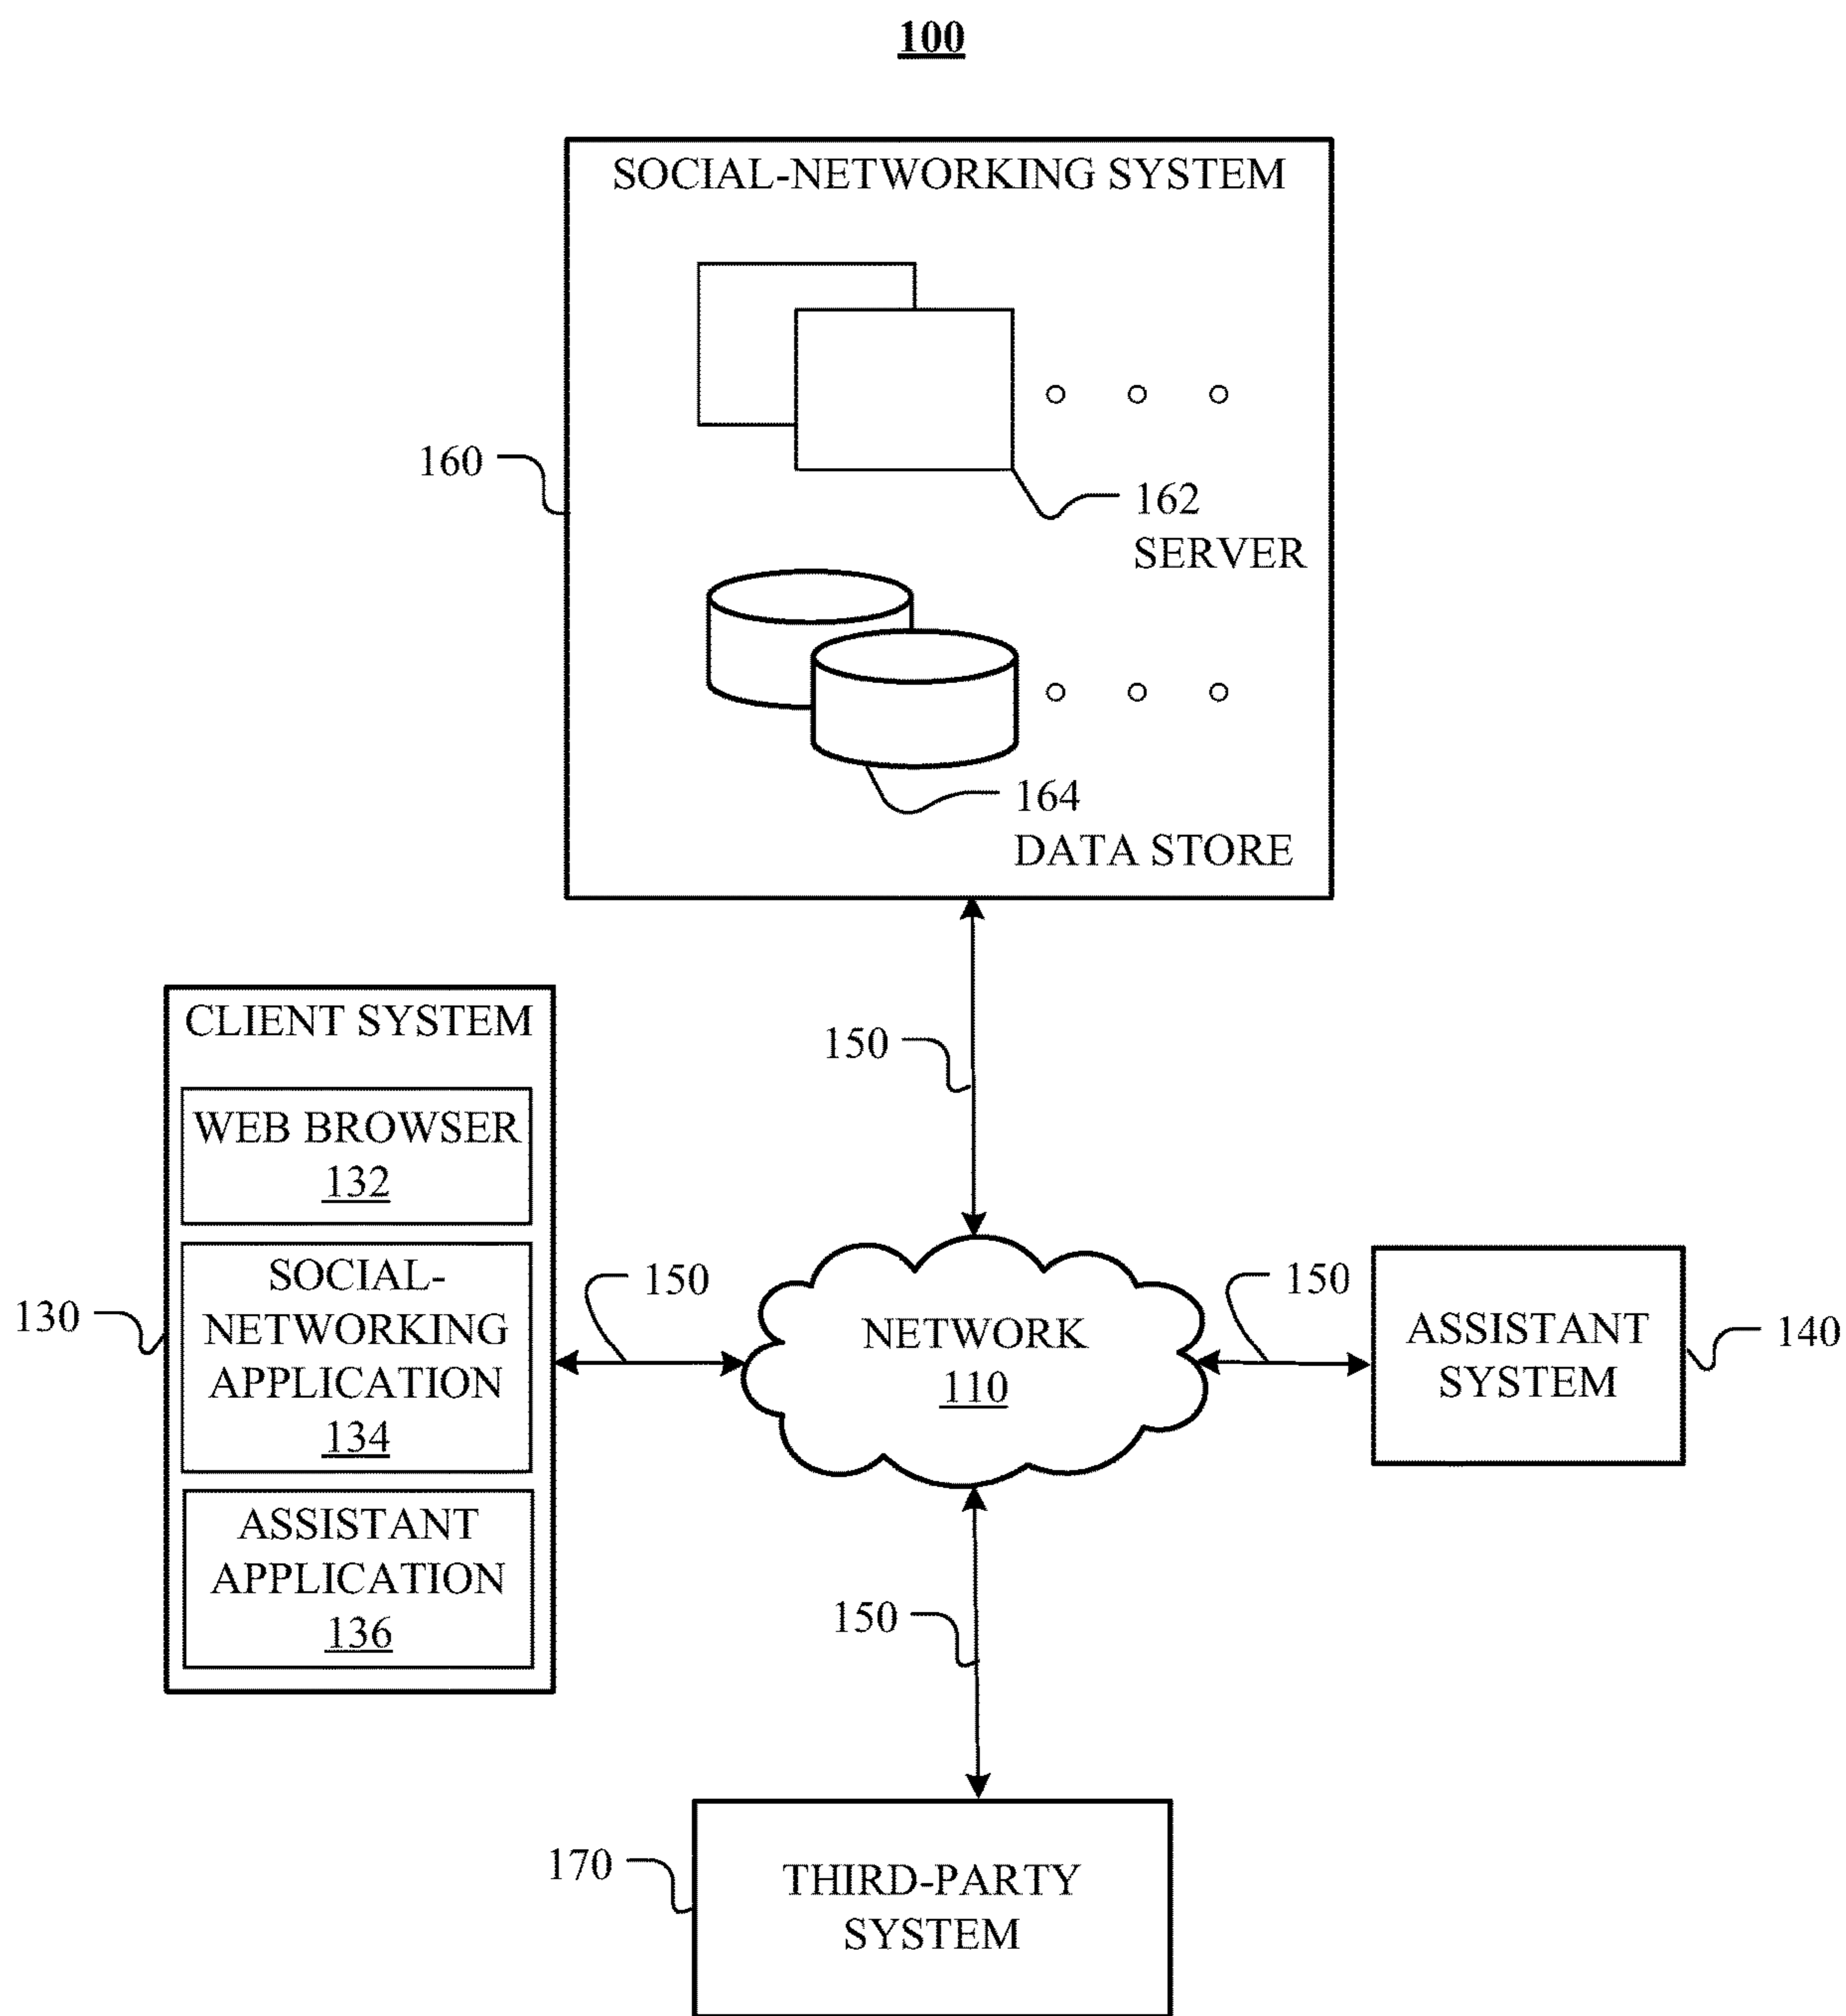 100
SOCIAL-NETWORKING SYSTEM
160
162
SERVER
164
DATA STORE
CLIENT SYSTEM
WEB BROWSER
132
SOCIAL-
NETWORKING
APPLICATION
134
ASSISTANT
APPLICATION
136
130
150
150
NETWORK
110
150
ASSISTANT
SYSTEM
140
150
170
THIRD-PARTY
SYSTEM